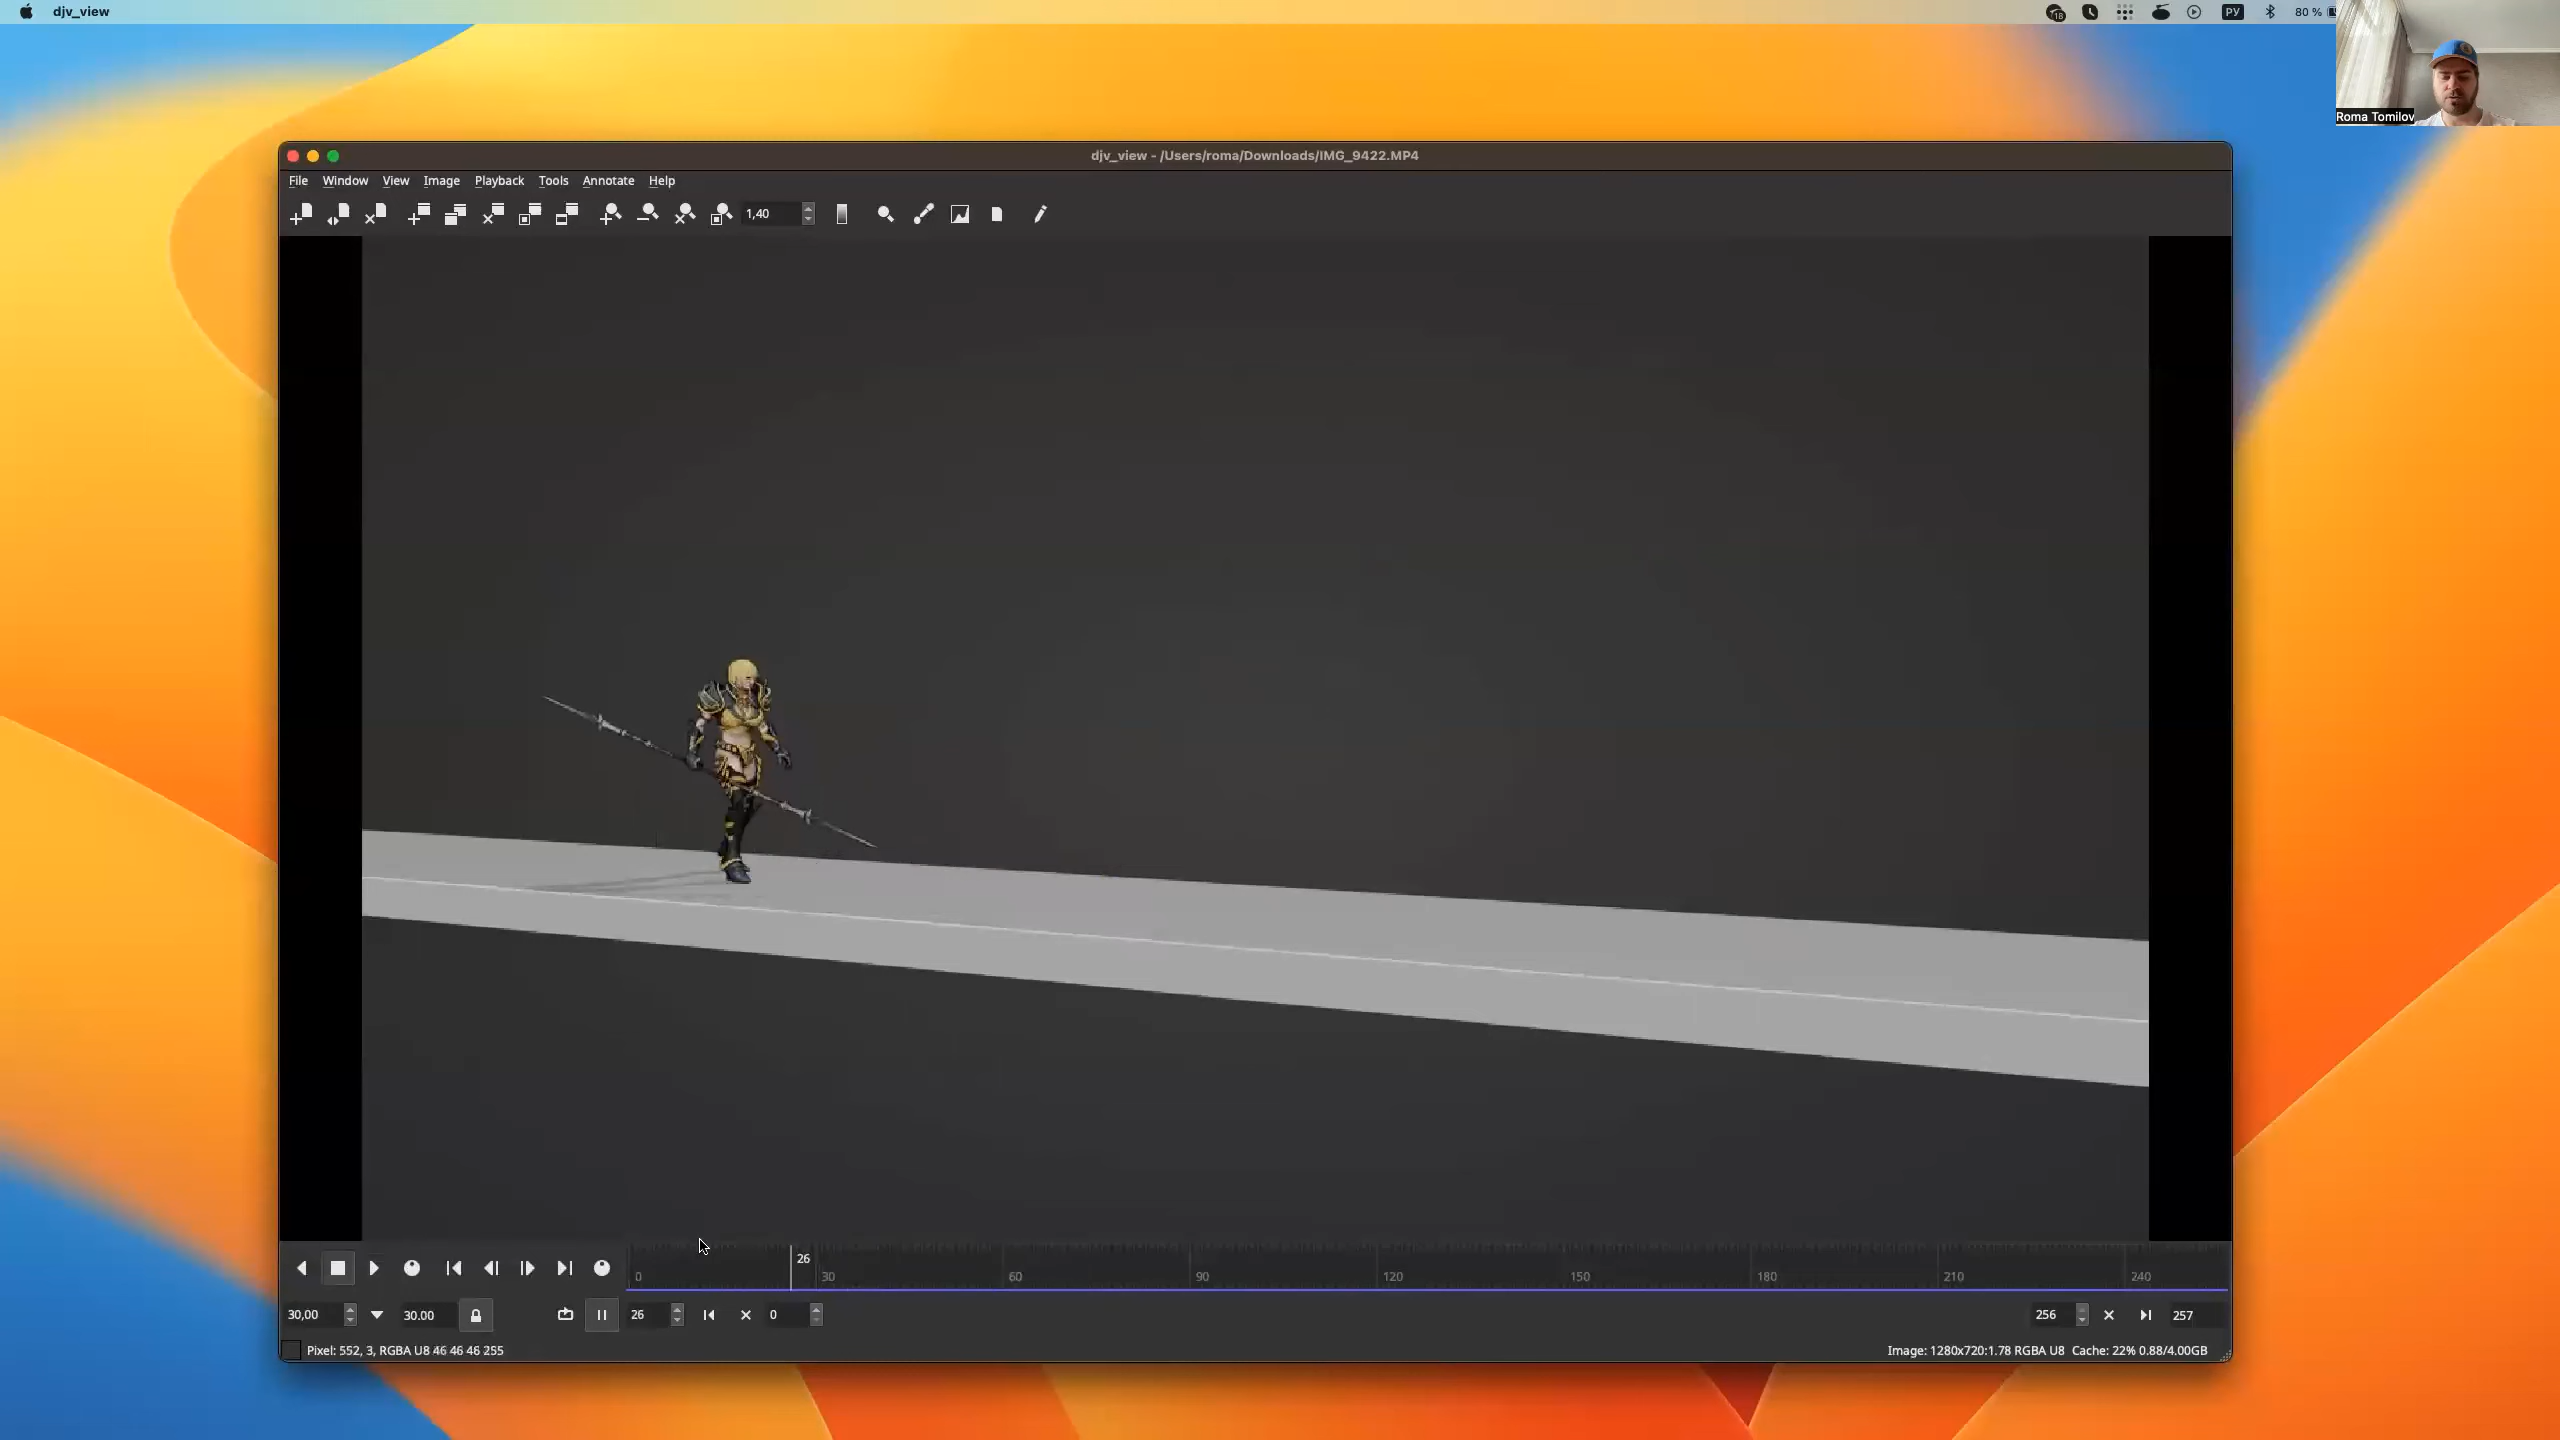 djv_view
18
РУ
80 %
Roma Tomilov
djv_view - /Users/roma/Downloads/IMG_9422.MP4
File Window View Image Playback Tools Annotate Help
1,40
26
0 30 60 90 120 150 180 210 240
30,00 30.00 26 0 256 257
Pixel: 552, 3, RGBA U8 46 46 46 255
Image: 1280x720:1.78 RGBA U8 Cache: 22% 0.88/4.00GB